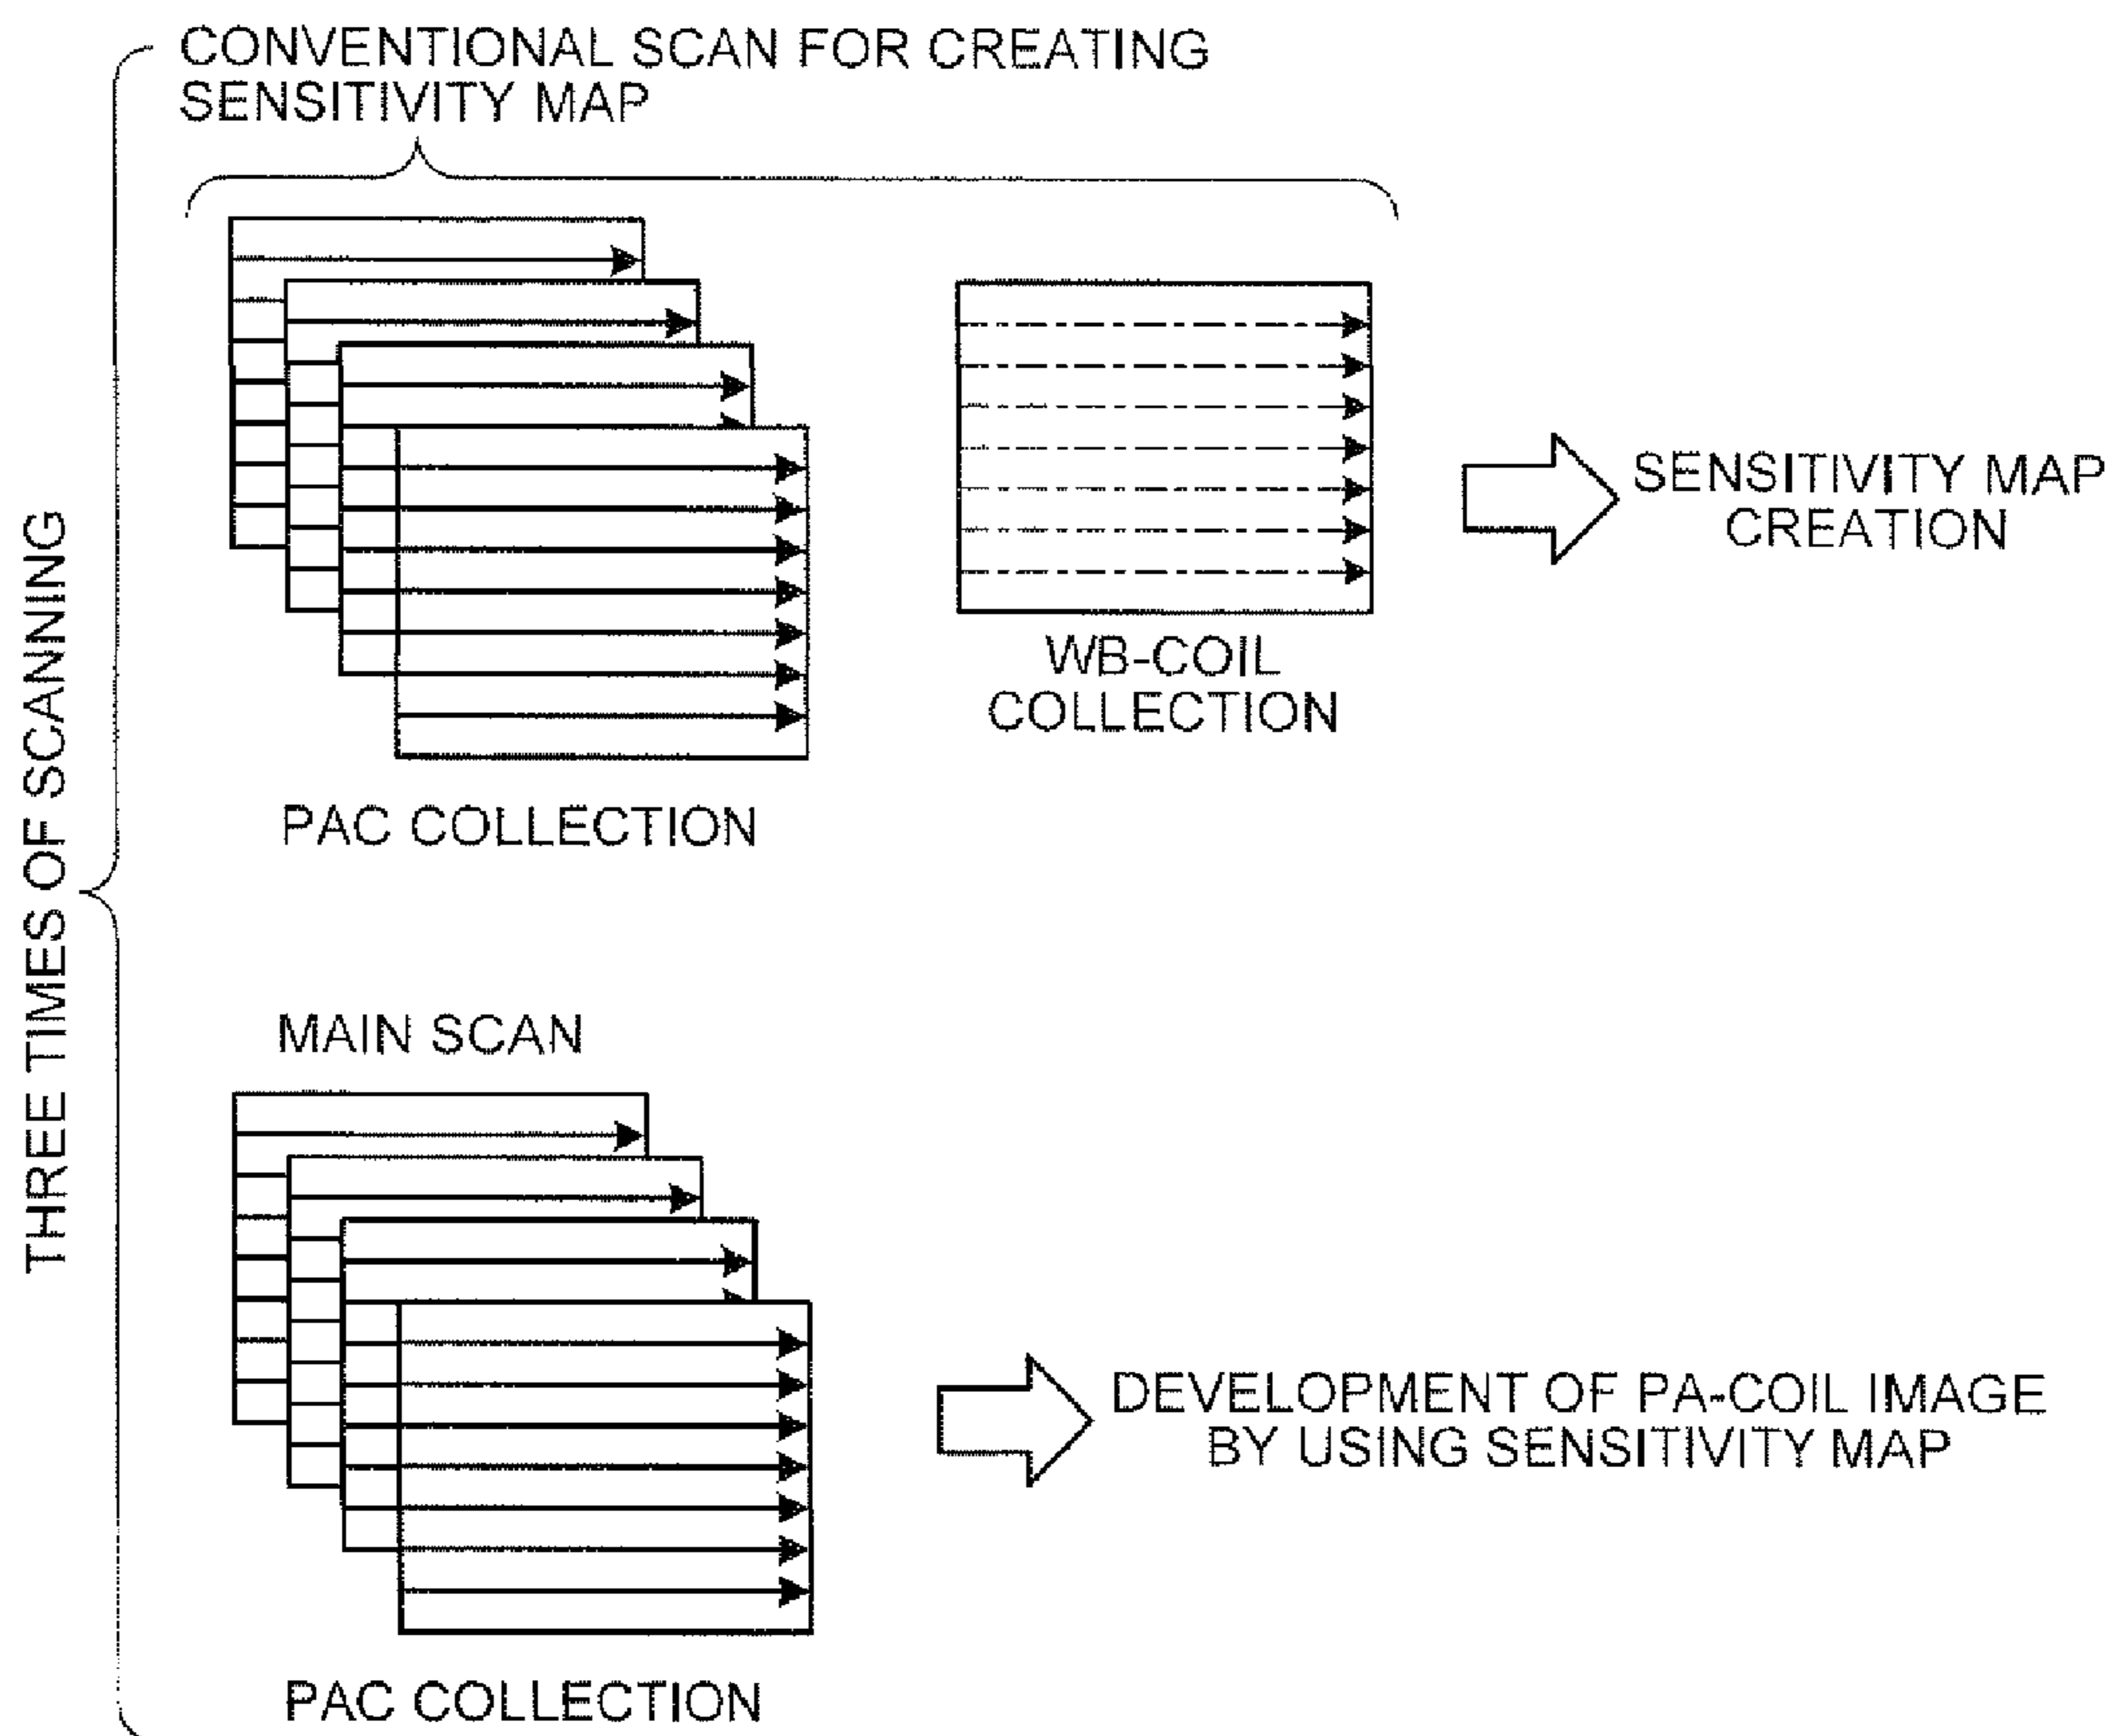 CONVENTIONAL SCAN FOR CREATING
SENSITIVITY MAP
THREE TIMES OF SCANNING
SENSITIVITY MAP
CREATION
WB-COIL
COLLECTION
PAC COLLECTION
MAIN SCAN
DEVELOPMENT OF PA-COIL IMAGE
BY USING SENSITIVITY MAP
PAC COLLECTION